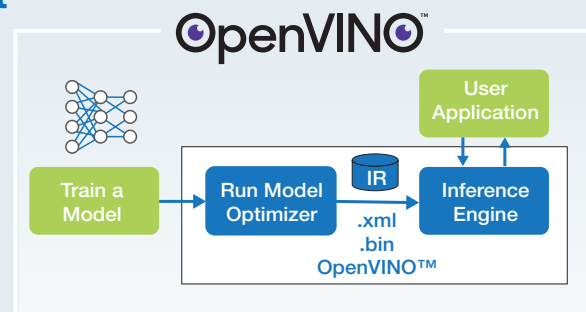 OpenVINO™
User
Application
Train a
Model
Run Model
Optimizer
IR
.xml
.bin
OpenVINO™
Inference
Engine